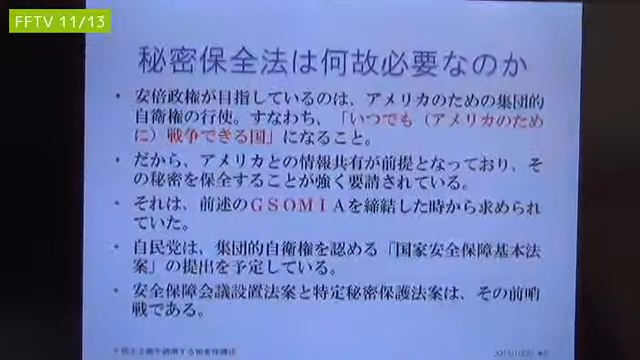 FFTV 11/13
秘密保全法は何故必要なのか
・ 安倍政権が目指しているのは、アメリカのための集団的
自衛権の行使。すなわち、「いつでも（アメリカのため
に）戦争できる国」になること。
・ だから、アメリカとの情報共有が前提となっており、そ
の秘密を保全することが強く要請されている。
・ それは、前述のＧＳＯＭＩＡを締結した時から求められ
ていた。
・ 自民党は、集団的自衛権を認める「国家安全保障基本法
案」の提出を予定している。
・ 安全保障会議設置法案と特定秘密保護法案は、その前哨
戦である。